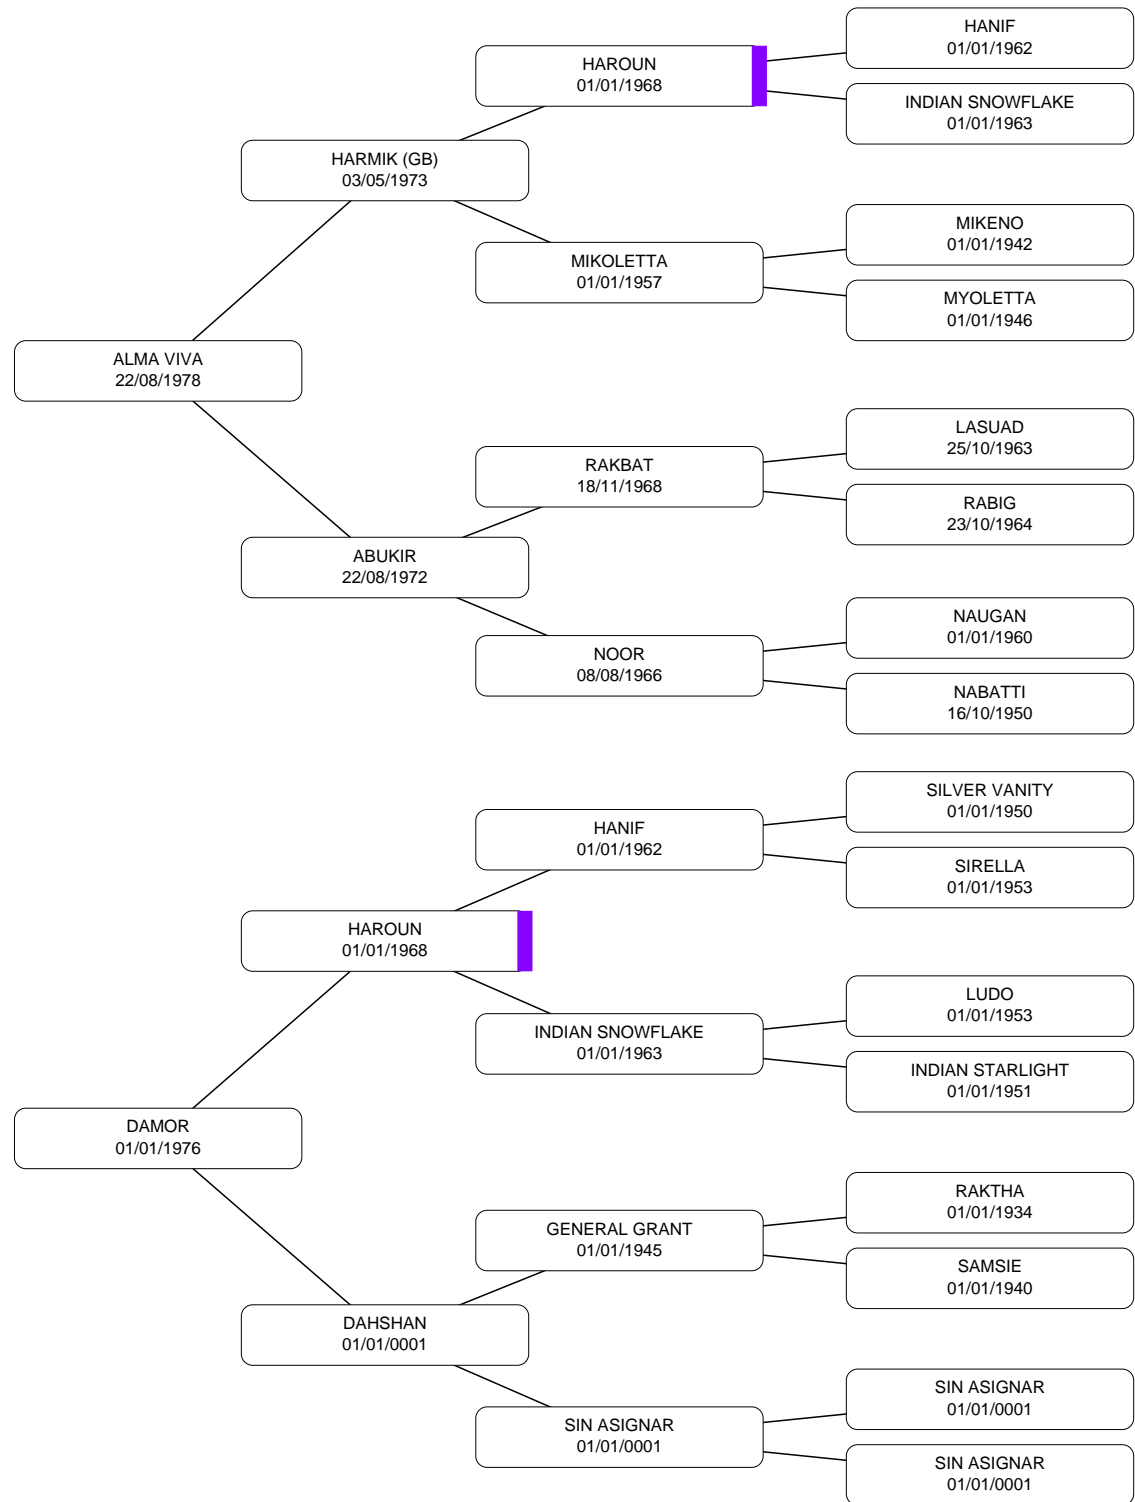 HANIF
01/01/1962
HAROUN
01/01/1968
INDIAN SNOWFLAKE
01/01/1963
HARMIK (GB)
03/05/1973
MIKENO
01/01/1942
MIKOLETTA
01/01/1957
MYOLETTA
01/01/1946
ALMA VIVA
22/08/1978
LASUAD
25/10/1963
RAKBAT
18/11/1968
RABIG
23/10/1964
ABUKIR
22/08/1972
NAUGAN
01/01/1960
NOOR
08/08/1966
NABATTI
16/10/1950
SILVER VANITY
01/01/1950
HANIF
01/01/1962
SIRELLA
01/01/1953
HAROUN
01/01/1968
LUDO
01/01/1953
INDIAN SNOWFLAKE
01/01/1963
INDIAN STARLIGHT
01/01/1951
DAMOR
01/01/1976
RAKTHA
01/01/1934
GENERAL GRANT
01/01/1945
SAMSIE
01/01/1940
DAHSHAN
01/01/0001
SIN ASIGNAR
01/01/0001
SIN ASIGNAR
01/01/0001
SIN ASIGNAR
01/01/0001